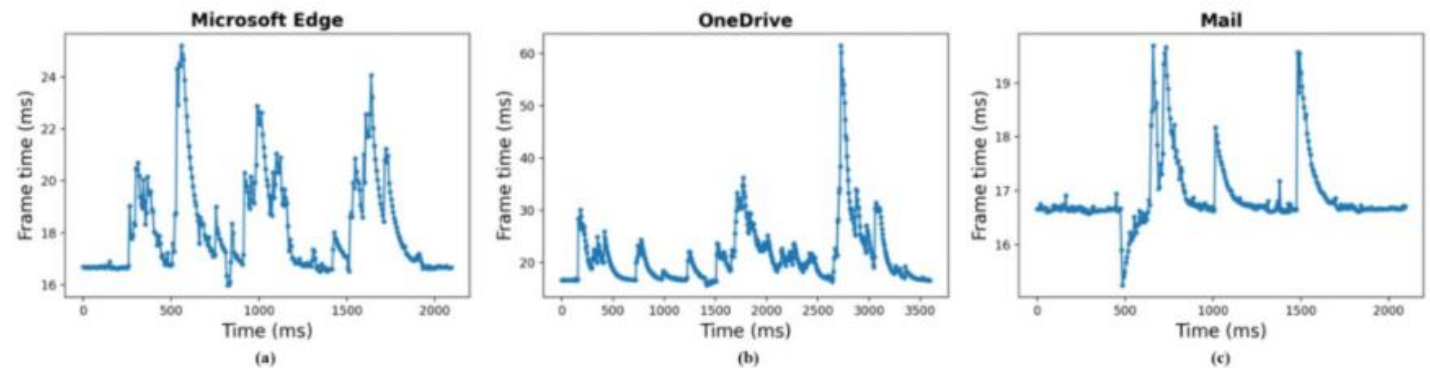 Microsoft Edge
Frame time (ms)
24
22
20
18
16
0 500 1000 1500 2000
Time (ms)
(a)
OneDrive
Frame time (ms)
60
50
40
30
20
0 500 1000 1500 2000 2500 3000 3500
Time (ms)
(b)
Mail
Frame time (ms)
19
18
17
16
0 500 1000 1500 2000
Time (ms)
(c)